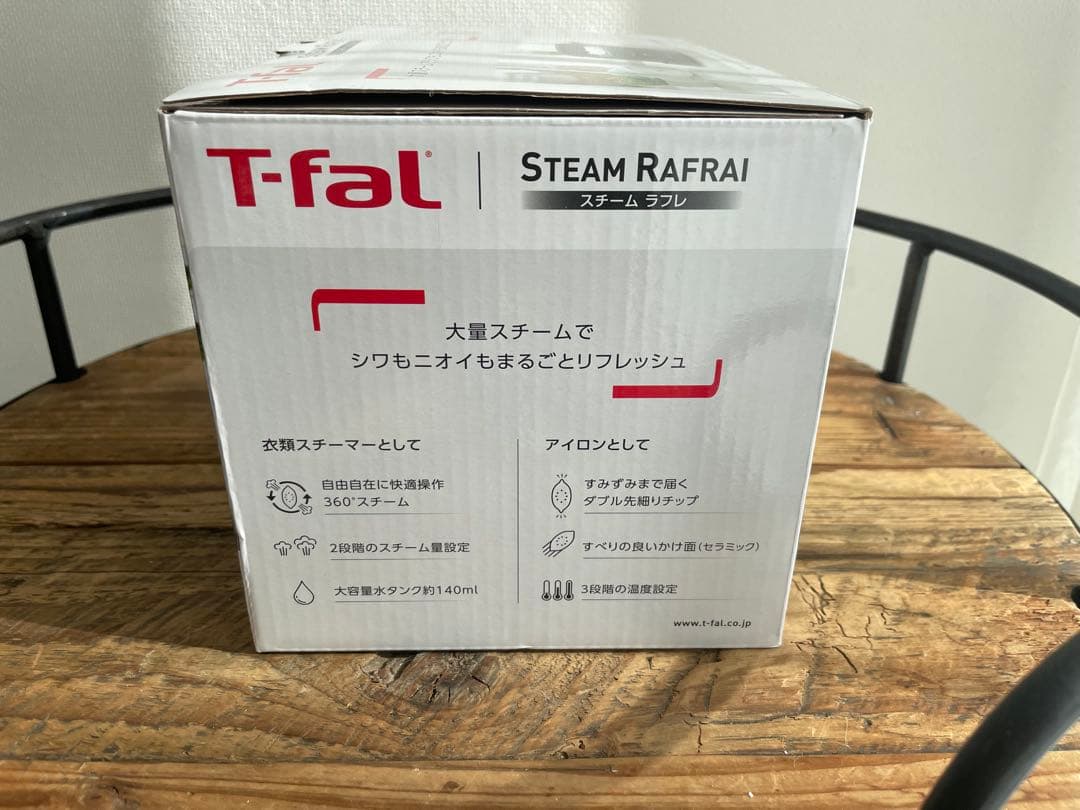 T-fal
T-fal
STEAM RAFRAI
スチーム ラフレ
大量スチームで
シワもニオイもまるごとリフレッシュ
衣類スチーマーとして
自由自在に快適操作
360°スチーム
2段階のスチーム量設定
大容量水タンク約140ml
アイロンとして
すみずみまで届く
ダブル先細りチップ
すべりの良いかけ面(セラミック)
3段階の温度設定
www.t-fal.co.jp